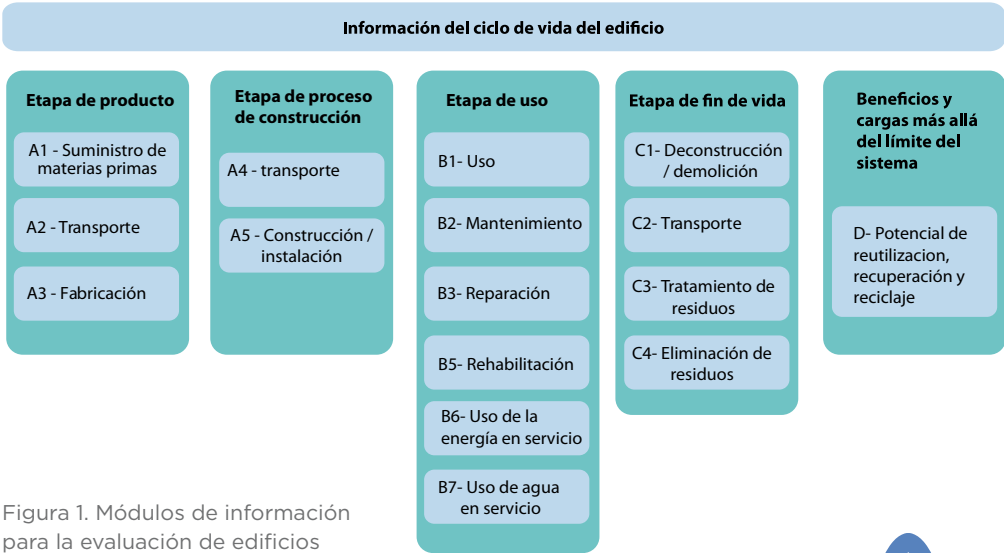 Información del ciclo de vida del edificio
Etapa de producto
A1 - Suministro de
materias primas
A2 - Transporte
A3 - Fabricación
Etapa de proceso
de construcción
A4 - transporte
A5 - Construcción /
instalación
Etapa de uso
B1- Uso
B2- Mantenimiento
B3- Reparación
B5- Rehabilitación
B6- Uso de la
energía en servicio
B7- Uso de agua
en servicio
Etapa de fin de vida
C1- Deconstrucción
/ demolición
C2- Transporte
C3- Tratamiento de
residuos
C4- Eliminación de
residuos
Beneficios y
cargas más allá
del límite del
sistema
D- Potencial de
reutilizacion,
recuperación y
reciclaje
Figura 1. Módulos de información
para la evaluación de edificios